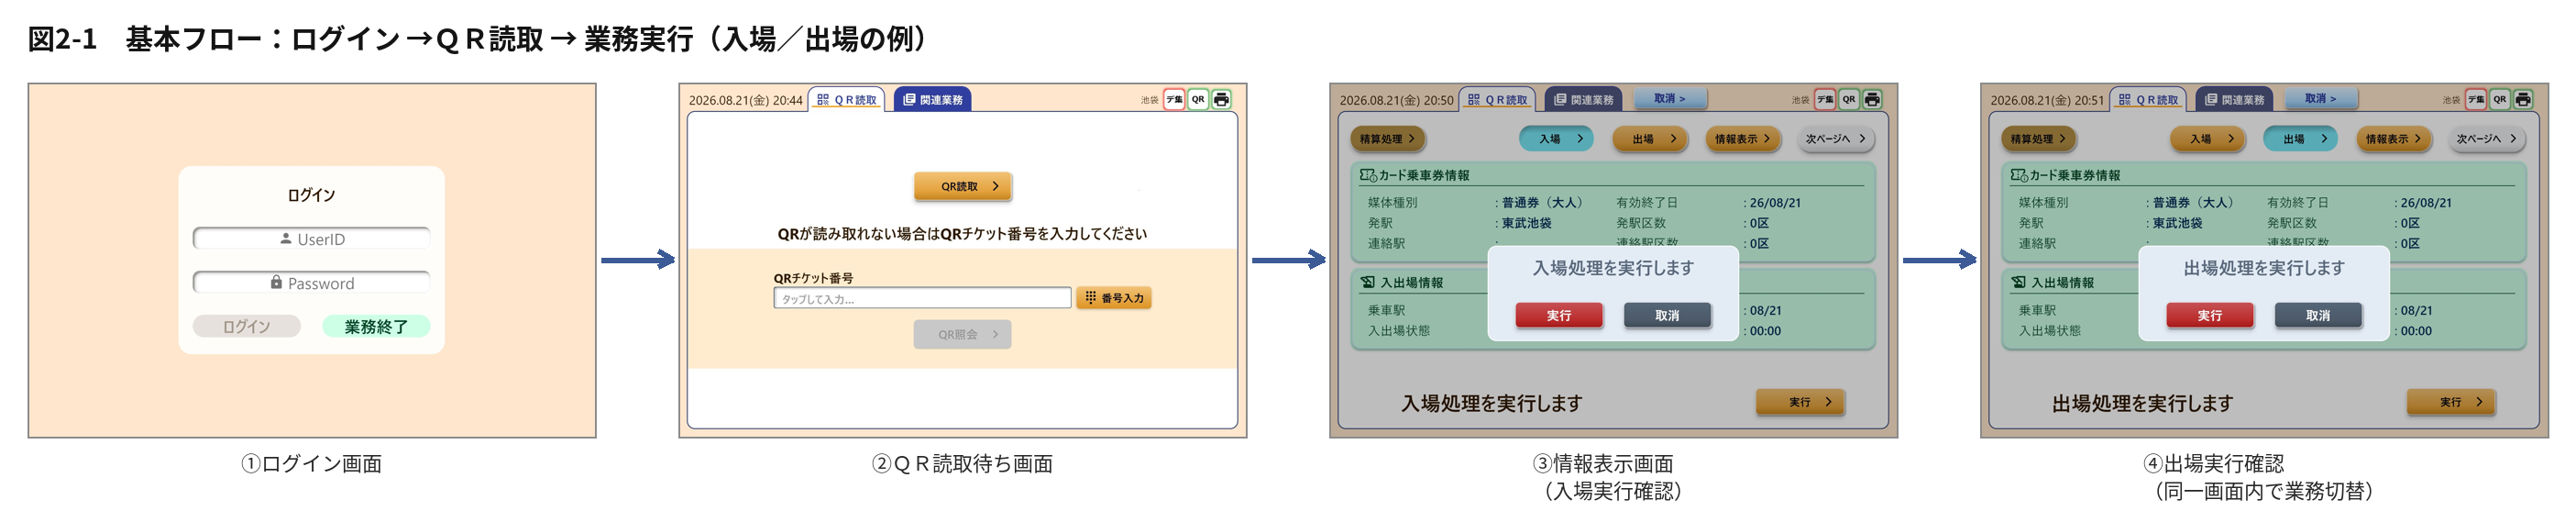 図2-1　基本フロー：ログイン→ＱＲ読取 → 業務実行（入場／出場の例）
ログイン
UserID
Password
ログイン
業務終了
①ログイン画面
2026.08.21(金) 20:44
ＱＲ読取
関連業務
池袋
デ集
QR
QR読取
QRが読み取れない場合はQRチケット番号を入力してください
QRチケット番号
タップして入力...
番号入力
QR照会
②ＱＲ読取待ち画面
2026.08.21(金) 20:50
ＱＲ読取
関連業務
取消 >
池袋
デ集
QR
精算処理
入場
出場
情報表示
次ページへ
カード乗車券情報
媒体種別 : 普通券（大人） 有効終了日 : 26/08/21
発駅 : 東武池袋 発駅区数 : 0区
連絡駅 : 連絡駅区数 : 0区
入出場情報
乗車駅 : 08/21
入出場状態 : 00:00
入場処理を実行します
実行
取消
入場処理を実行します
実行
③情報表示画面
（入場実行確認）
2026.08.21(金) 20:51
ＱＲ読取
関連業務
取消 >
池袋
デ集
QR
精算処理
入場
出場
情報表示
次ページへ
カード乗車券情報
媒体種別 : 普通券（大人） 有効終了日 : 26/08/21
発駅 : 東武池袋 発駅区数 : 0区
連絡駅 : 連絡駅区数 : 0区
入出場情報
乗車駅 : 08/21
入出場状態 : 00:00
出場処理を実行します
実行
取消
出場処理を実行します
実行
④出場実行確認
（同一画面内で業務切替）